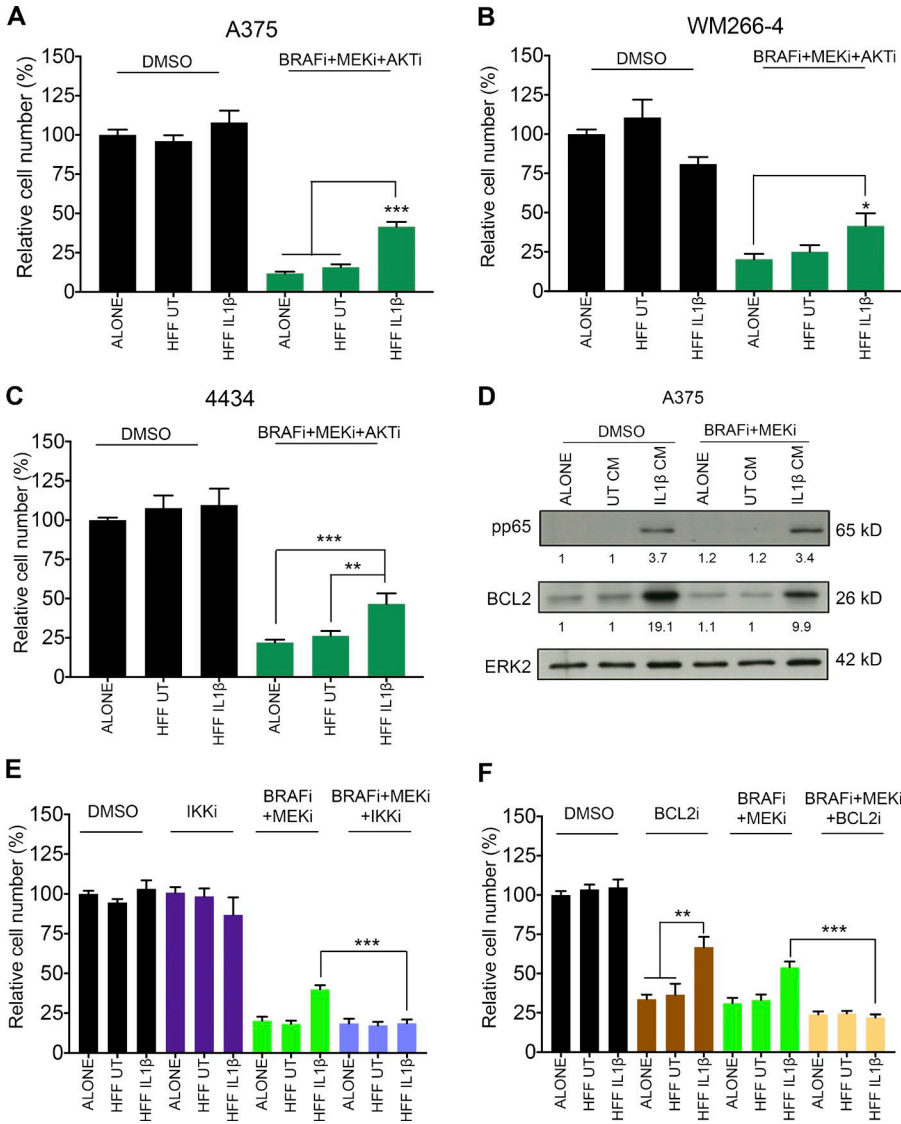 A
A375
DMSO
BRAFi+MEKi+AKTi
Relative cell number (%)
150
125
100
75
50
25
0
***
ALONE
HFF UT
HFF IL1β
ALONE
HFF UT
HFF IL1β
B
WM266-4
DMSO
BRAFi+MEKi+AKTi
Relative cell number (%)
150
125
100
75
50
25
0
*
ALONE
HFF UT
HFF IL1β
ALONE
HFF UT
HFF IL1β
C
4434
DMSO
BRAFi+MEKi+AKTi
Relative cell number (%)
150
125
100
75
50
25
0
***
**
ALONE
HFF UT
HFF IL1β
ALONE
HFF UT
HFF IL1β
D
A375
DMSO
BRAFi+MEKi
ALONE
UT CM
IL1β CM
ALONE
UT CM
IL1β CM
pp65
65 kD
1 1 3.7 1.2 1.2 3.4
BCL2
26 kD
1 1 19.1 1.1 1 9.9
ERK2
42 kD
E
DMSO
IKKi
BRAFi
+MEKi
BRAFi+MEKi
+IKKi
Relative cell number (%)
150
125
100
75
50
25
0
***
ALONE
HFF UT
HFF IL1β
ALONE
HFF UT
HFF IL1β
ALONE
HFF UT
HFF IL1β
ALONE
HFF UT
HFF IL1β
F
DMSO
BCL2i
BRAFi
+MEKi
BRAFi+MEKi
+BCL2i
Relative cell number (%)
150
125
100
75
50
25
0
**
***
ALONE
HFF UT
HFF IL1β
ALONE
HFF UT
HFF IL1β
ALONE
HFF UT
HFF IL1β
ALONE
HFF UT
HFF IL1β